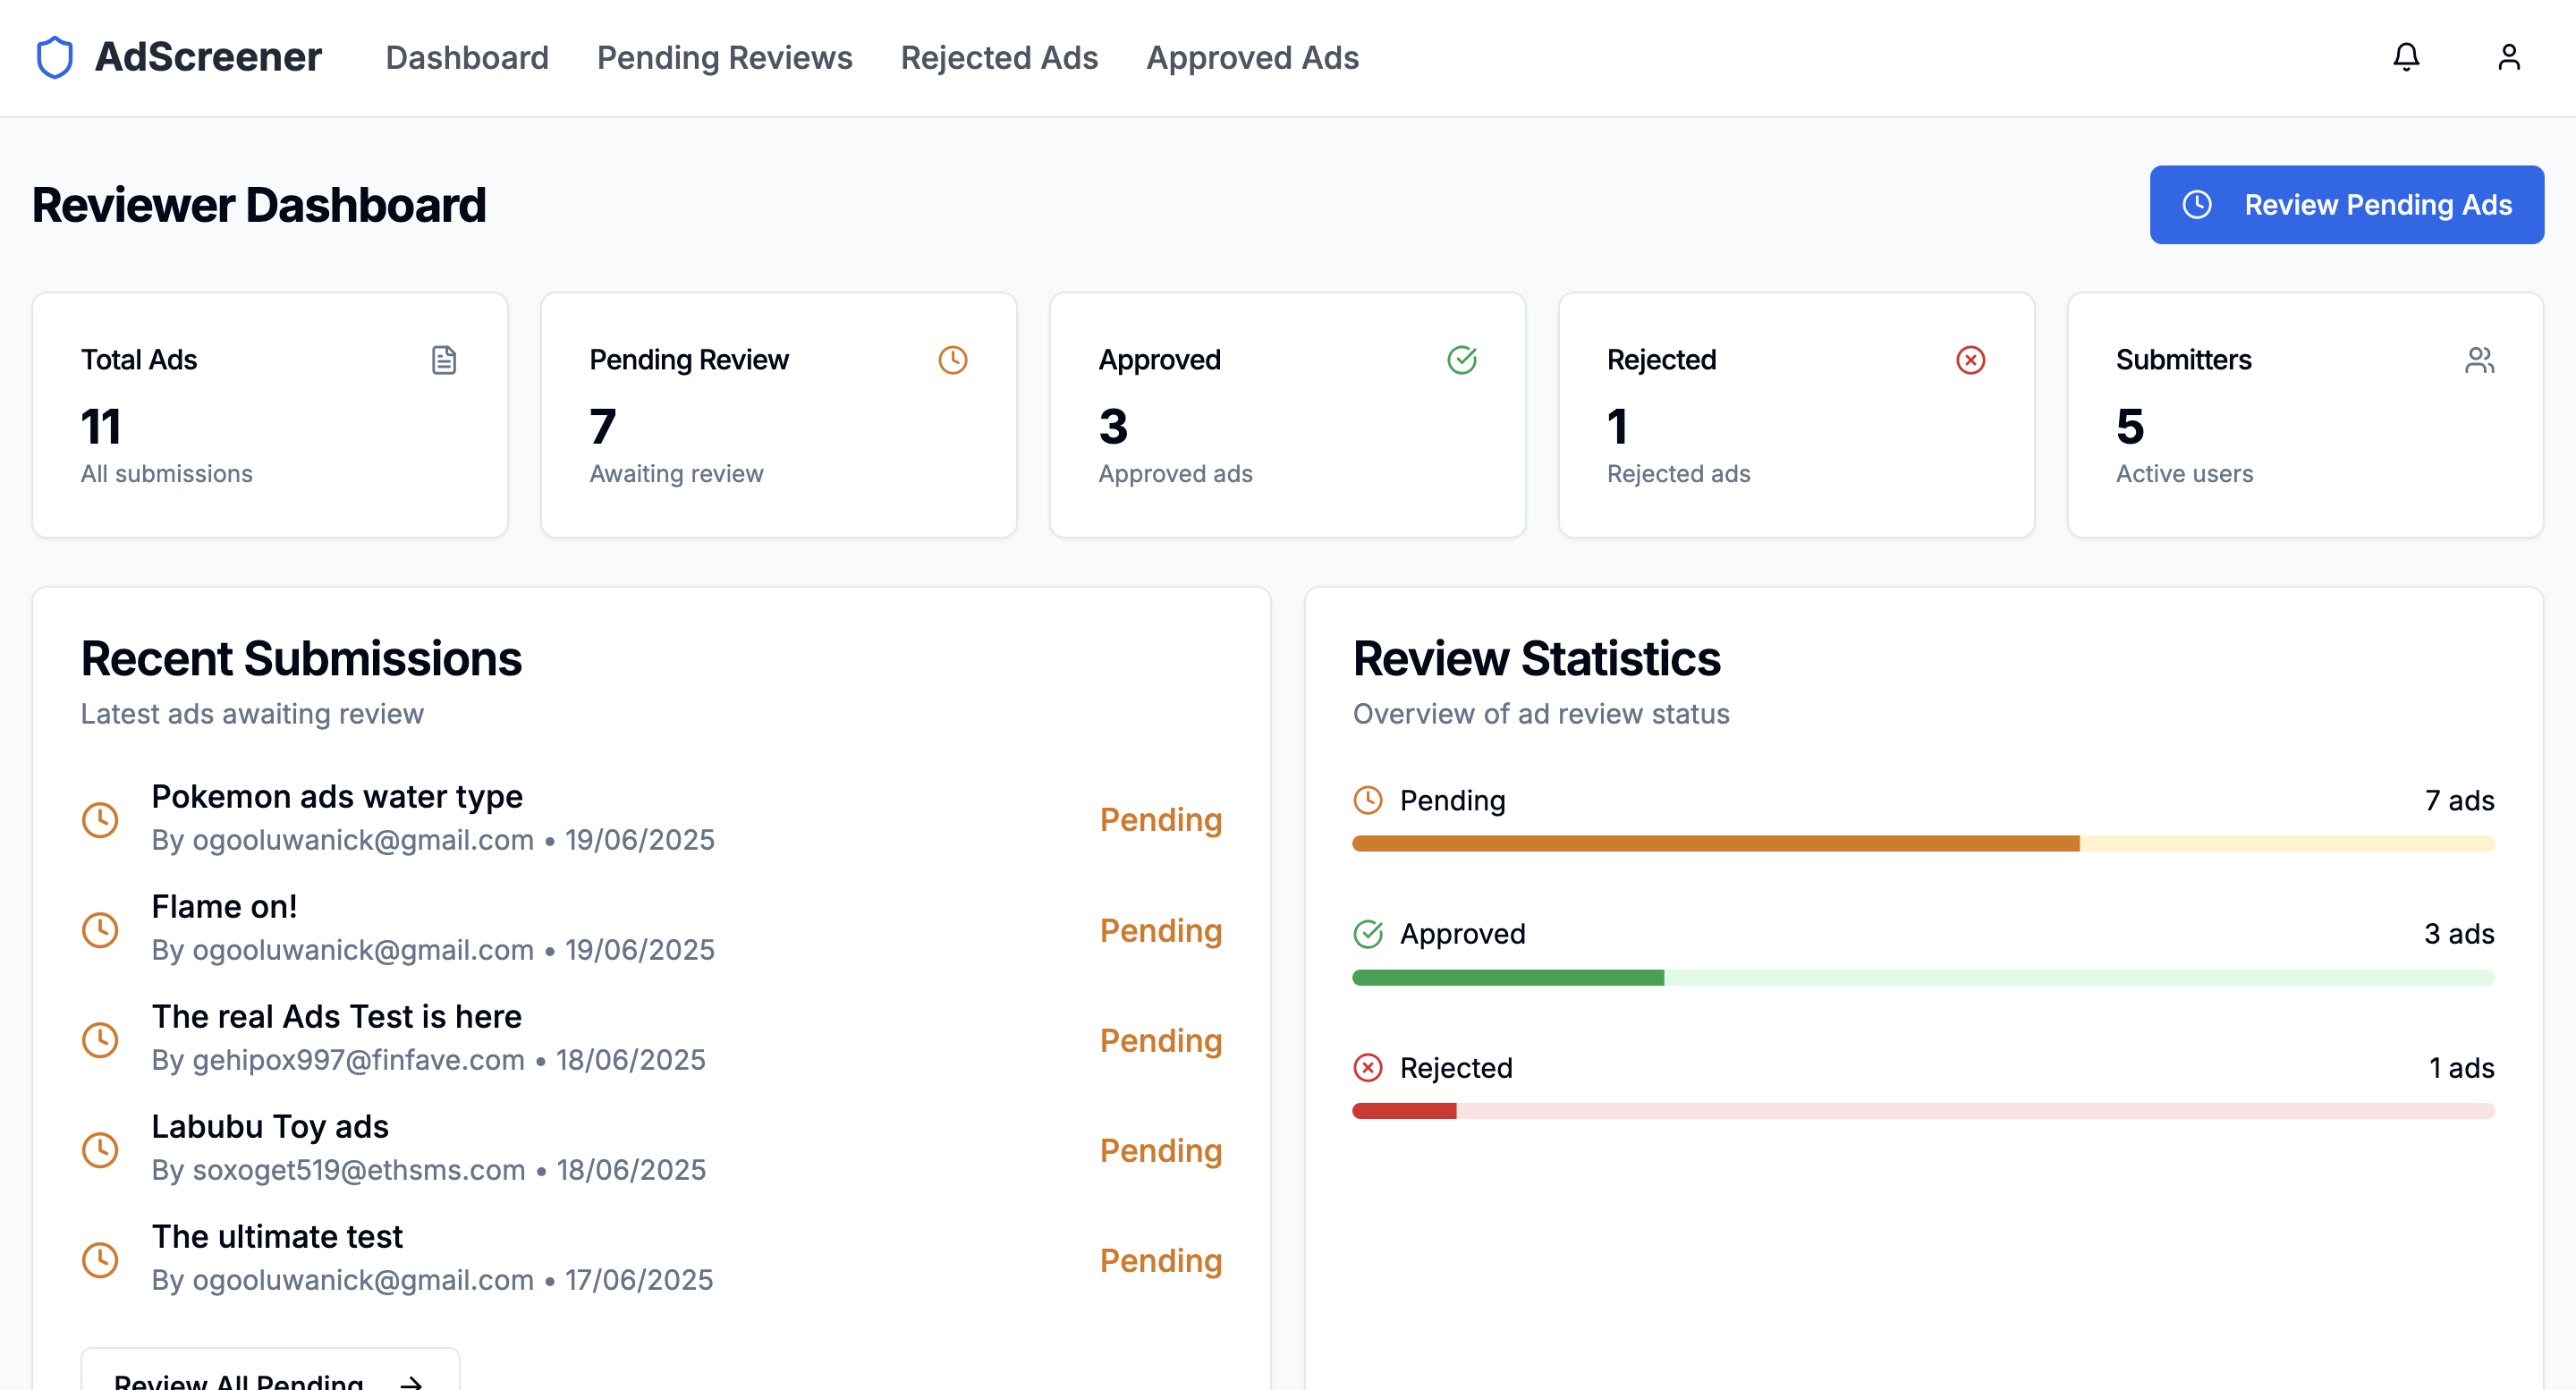 AdScreener
Dashboard
Pending Reviews
Rejected Ads
Approved Ads
Reviewer Dashboard
Review Pending Ads
Total Ads
11
All submissions
Pending Review
7
Awaiting review
Approved
3
Approved ads
Rejected
1
Rejected ads
Submitters
5
Active users
Recent Submissions
Latest ads awaiting review
Pokemon ads water type
By ogooluwanick@gmail.com • 19/06/2025
Pending
Flame on!
By ogooluwanick@gmail.com • 19/06/2025
Pending
The real Ads Test is here
By gehipox997@finfave.com • 18/06/2025
Pending
Labubu Toy ads
By soxoget519@ethsms.com • 18/06/2025
Pending
The ultimate test
By ogooluwanick@gmail.com • 17/06/2025
Pending
Review All Pending
Review Statistics
Overview of ad review status
Pending
7 ads
Approved
3 ads
Rejected
1 ads